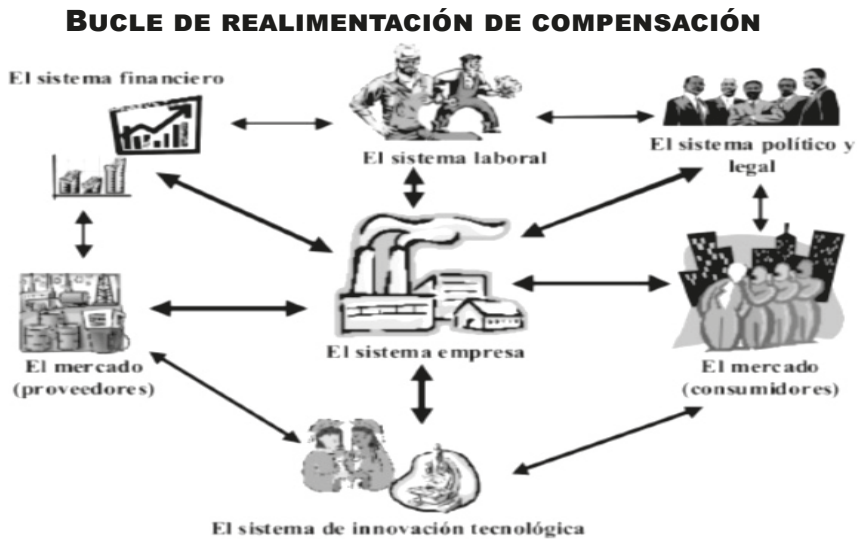 BUCLE DE REALIMENTACIÓN DE COMPENSACIÓN
El sistema financiero
El sistema laboral
El sistema político y
legal
El sistema empresa
El mercado
(proveedores)
El mercado
(consumidores)
El sistema de innovación tecnológica